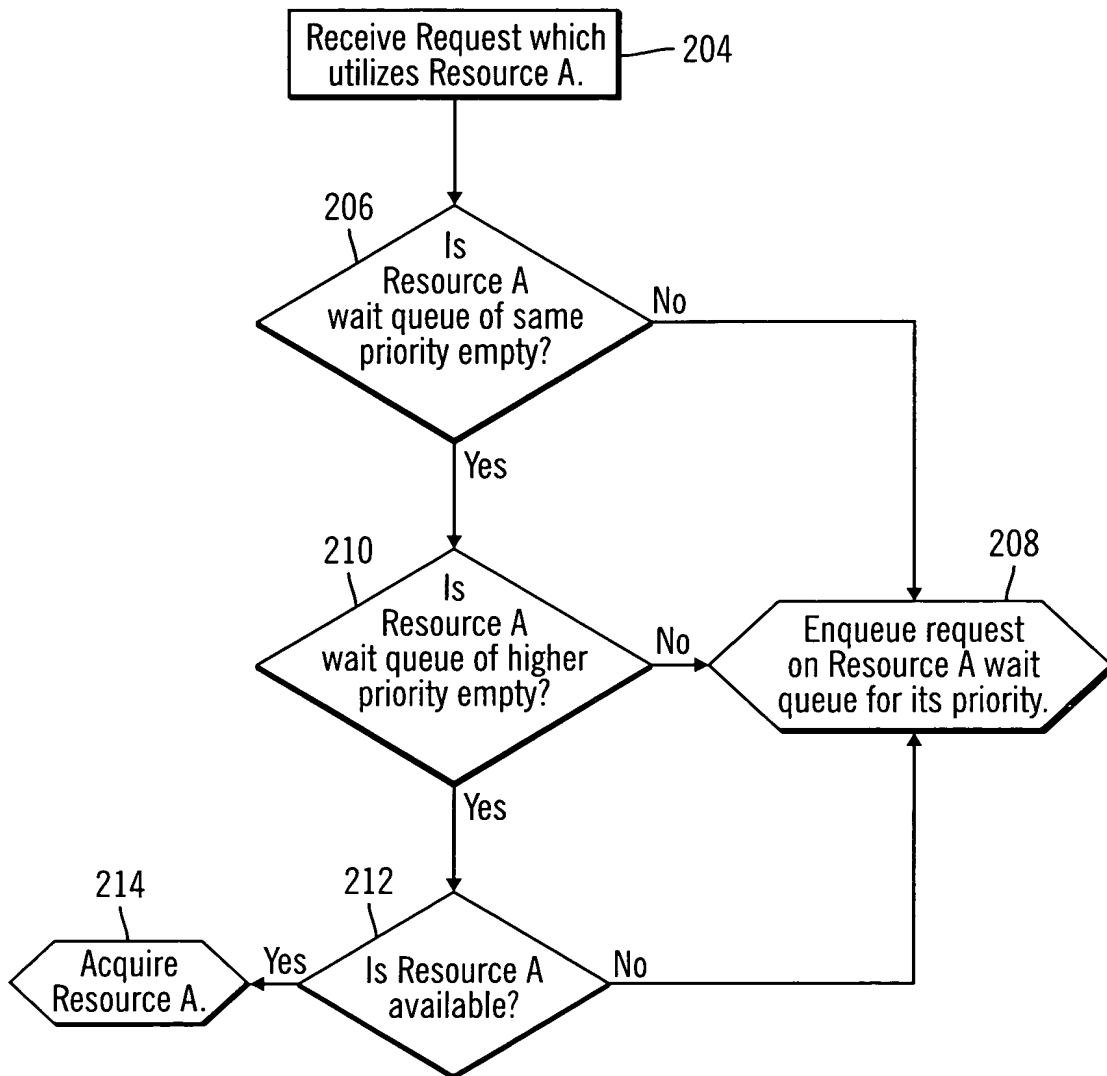 Receive Request which
utilizes Resource A.
204
206
Is
Resource A
wait queue of same
priority empty?
No
Yes
210
Is
Resource A
wait queue of higher
priority empty?
No
208
Enqueue request
on Resource A wait
queue for its priority.
Yes
214
Acquire
Resource A.
Yes
212
Is Resource A
available?
No